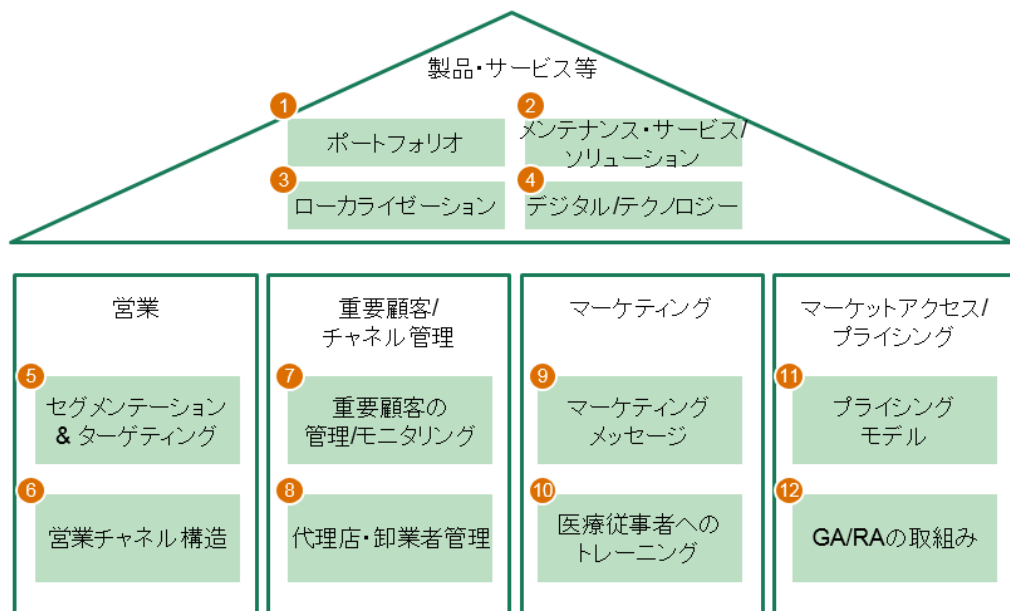 製品・サービス等
1
ポートフォリオ
2
メンテナンス・サービス/
ソリューション
3
ローカライゼーション
4
デジタル/テクノロジー
営業
5
セグメンテーション
& ターゲティング
6
営業チャネル構造
重要顧客/
チャネル管理
7
重要顧客の
管理/モニタリング
8
代理店・卸業者管理
マーケティング
9
マーケティング
メッセージ
10
医療従事者への
トレーニング
マーケットアクセス/
プライシング
11
プライシング
モデル
12
GA/RAの取組み